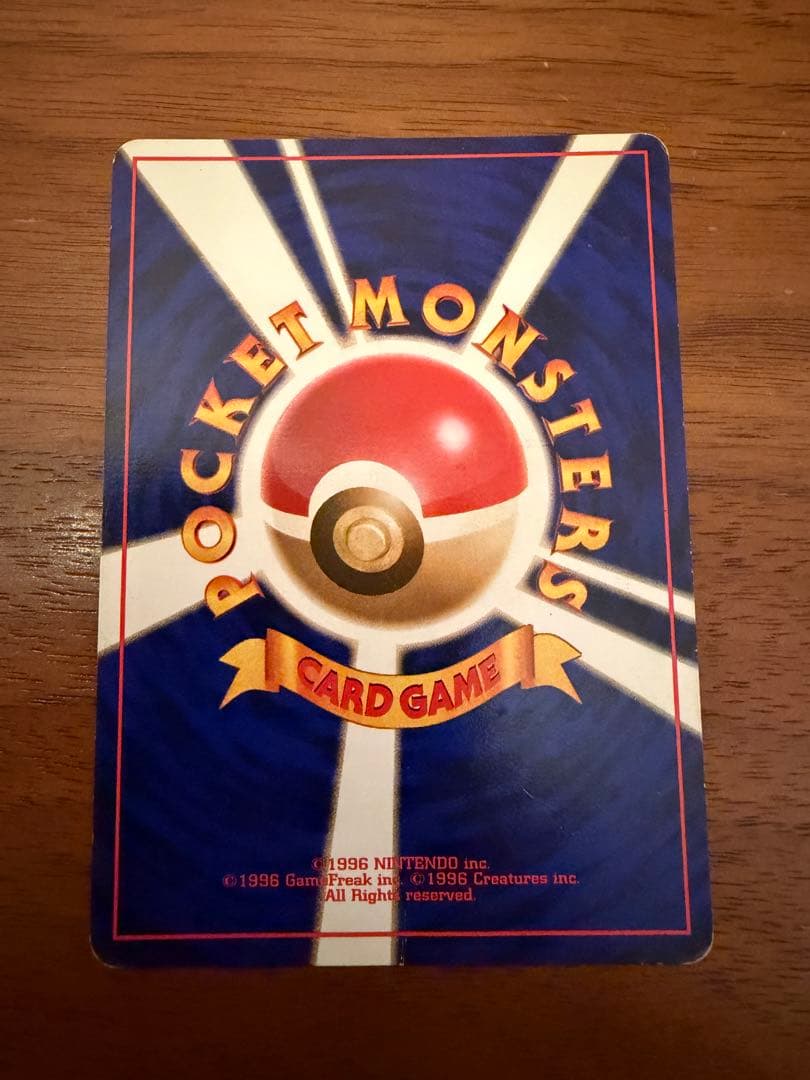 POCKET MONSTERS
CARD GAME
©1996 NINTENDO inc.
©1996 GameFreak inc. ©1996 Creatures inc.
All Rights reserved.